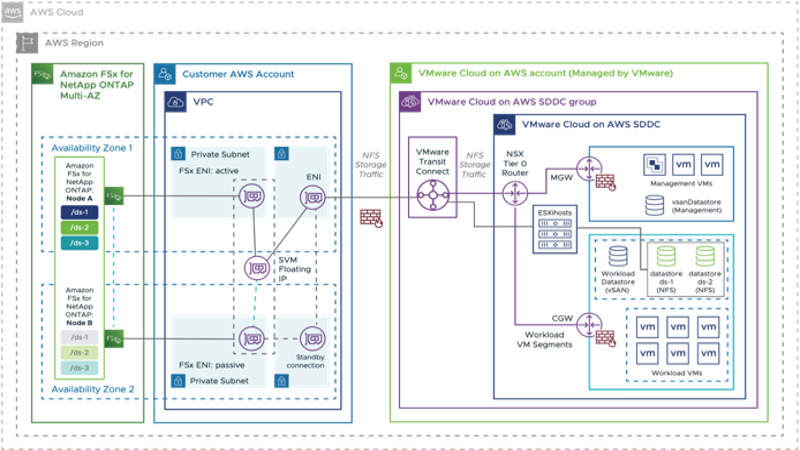 aws
AWS Cloud
AWS Region
FSx
Amazon FSx for
NetApp ONTAP
Multi-AZ
Customer AWS Account
VPC
Availability Zone 1
Amazon
FSx for
NetApp
ONTAP:
Node A
/ds-1
/ds-2
/ds-3
FSx
Amazon
FSx for
NetApp
ONTAP:
Node B
/ds-1
/ds-2
/ds-3
FSx
Availability Zone 2
Private Subnet
FSx ENI: active
ENI
SVM
Floating
IP
FSx ENI: passive
Private Subnet
Standby
connection
NFS
Storage
Traffic
VMware Cloud on AWS account (Managed by VMware)
VMware Cloud on AWS SDDC group
VMware
Transit
Connect
NFS
Storage
Traffic
VMware Cloud on AWS SDDC
NSX
Tier 0
Router
MGW
vm
vm
Management VMs
vsanDatastore
(Management)
ESXihosts
Workload
Datastore
(vSAN)
datastore
ds-1
(NFS)
datastore
ds-2
(NFS)
CGW
Workload
VM Segments
vm
vm
vm
vm
vm
vm
Workload VMs